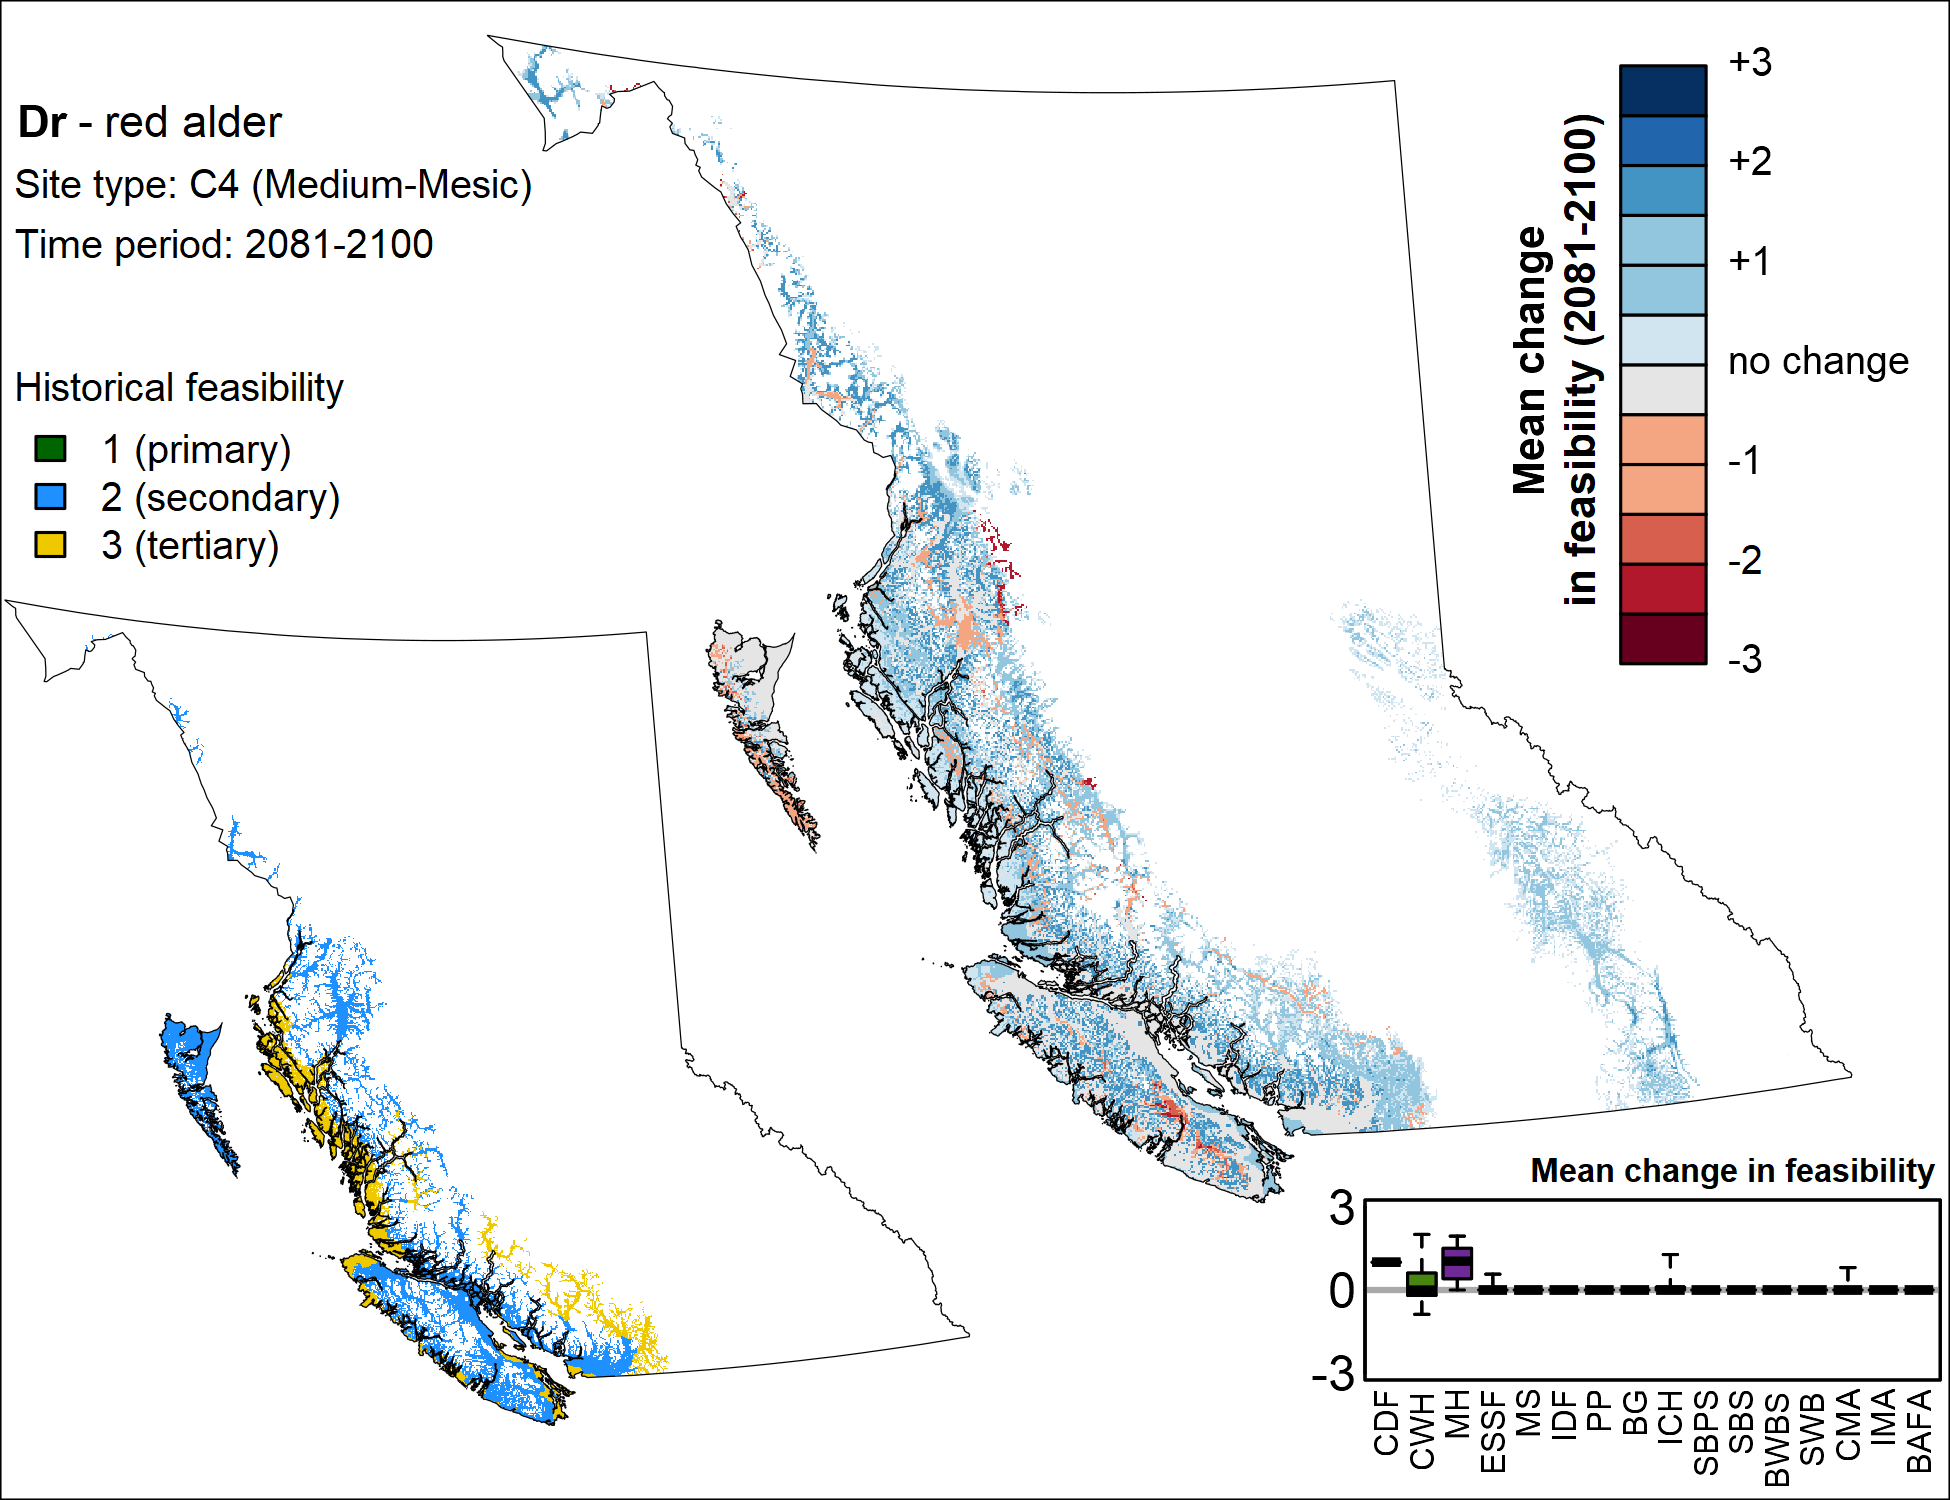 Dr - red alder
Site type: C4 (Medium-Mesic)
Time period: 2081-2100
Historical feasibility
1 (primary)
2 (secondary)
3 (tertiary)
Mean change
in feasibility (2081-2100)
+3
+2
+1
no change
-1
-2
-3
Mean change in feasibility
3
0
-3
CDF
CWH
MH
ESSF
MS
IDF
PP
BG
ICH
SBPS
SBS
BWBS
SWB
CMA
IMA
BAFA